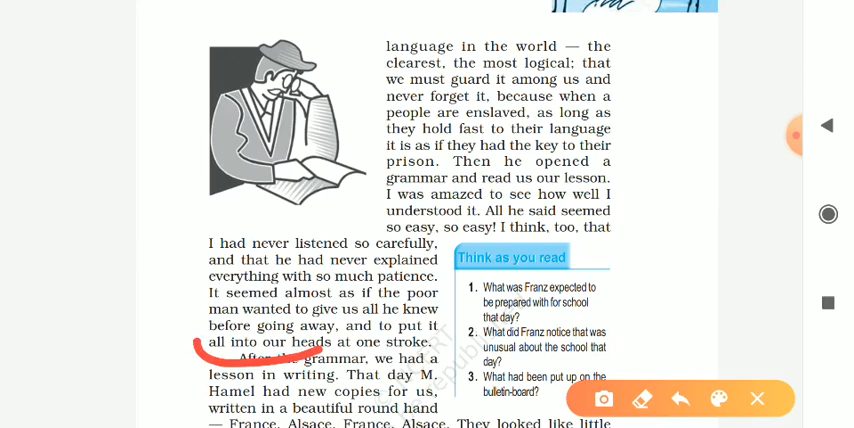 language in the world — the
clearest, the most logical; that
we must guard it among us and
never forget it, because when a
people are enslaved, as long as
they hold fast to their language
it is as if they had the key to their
prison. Then he opened a
grammar and read us our lesson.
I was amazed to see how well I
understood it. All he said seemed
so easy, so easy! I think, too, that
I had never listened so carefully,
and that he had never explained
everything with so much patience.
It seemed almost as if the poor
man wanted to give us all he knew
before going away, and to put it
all into our heads at one stroke.
After the grammar, we had a
lesson in writing. That day M.
Hamel had new copies for us,
written in a beautiful round hand
— France, Alsace, France, Alsace. They looked like little
Think as you read
1. What was Franz expected to
be prepared with for school
that day?
2. What did Franz notice that was
unusual about the school that
day?
3. What had been put up on the
bulletin-board?